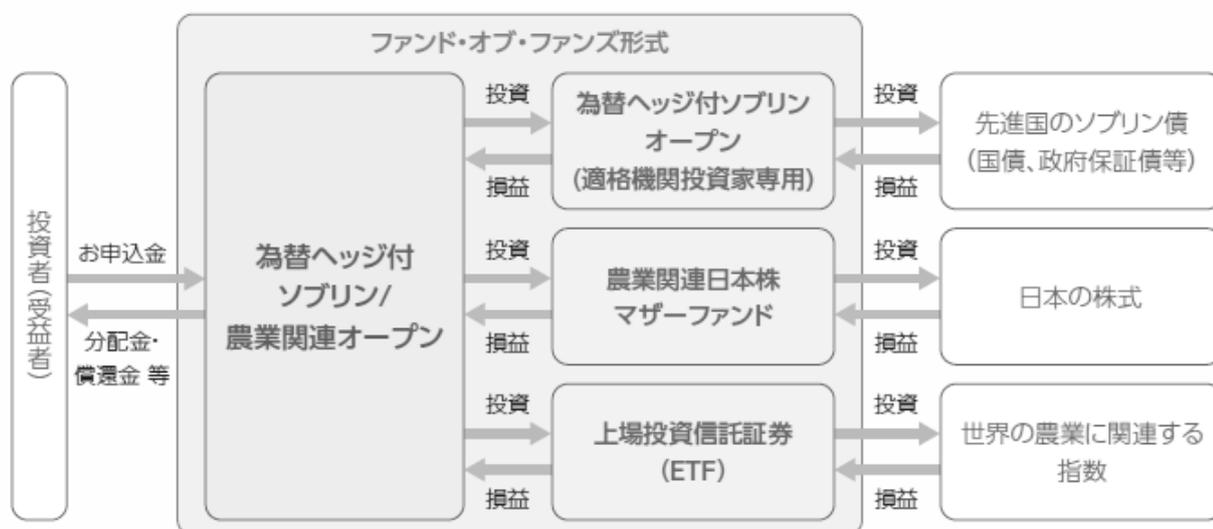 ファンド・オブ・ファンズ形式
投資者(受益者)
お申込金
分配金・
償還金 等
為替ヘッジ付
ソブリン/
農業関連オープン
投資
損益
為替ヘッジ付ソブリン
オープン
(適格機関投資家専用)
投資
損益
先進国のソブリン債
(国債、政府保証債等)
投資
損益
農業関連日本株
マザーファンド
投資
損益
日本の株式
投資
損益
上場投資信託証券
(ETF)
投資
損益
世界の農業に関連する
指数